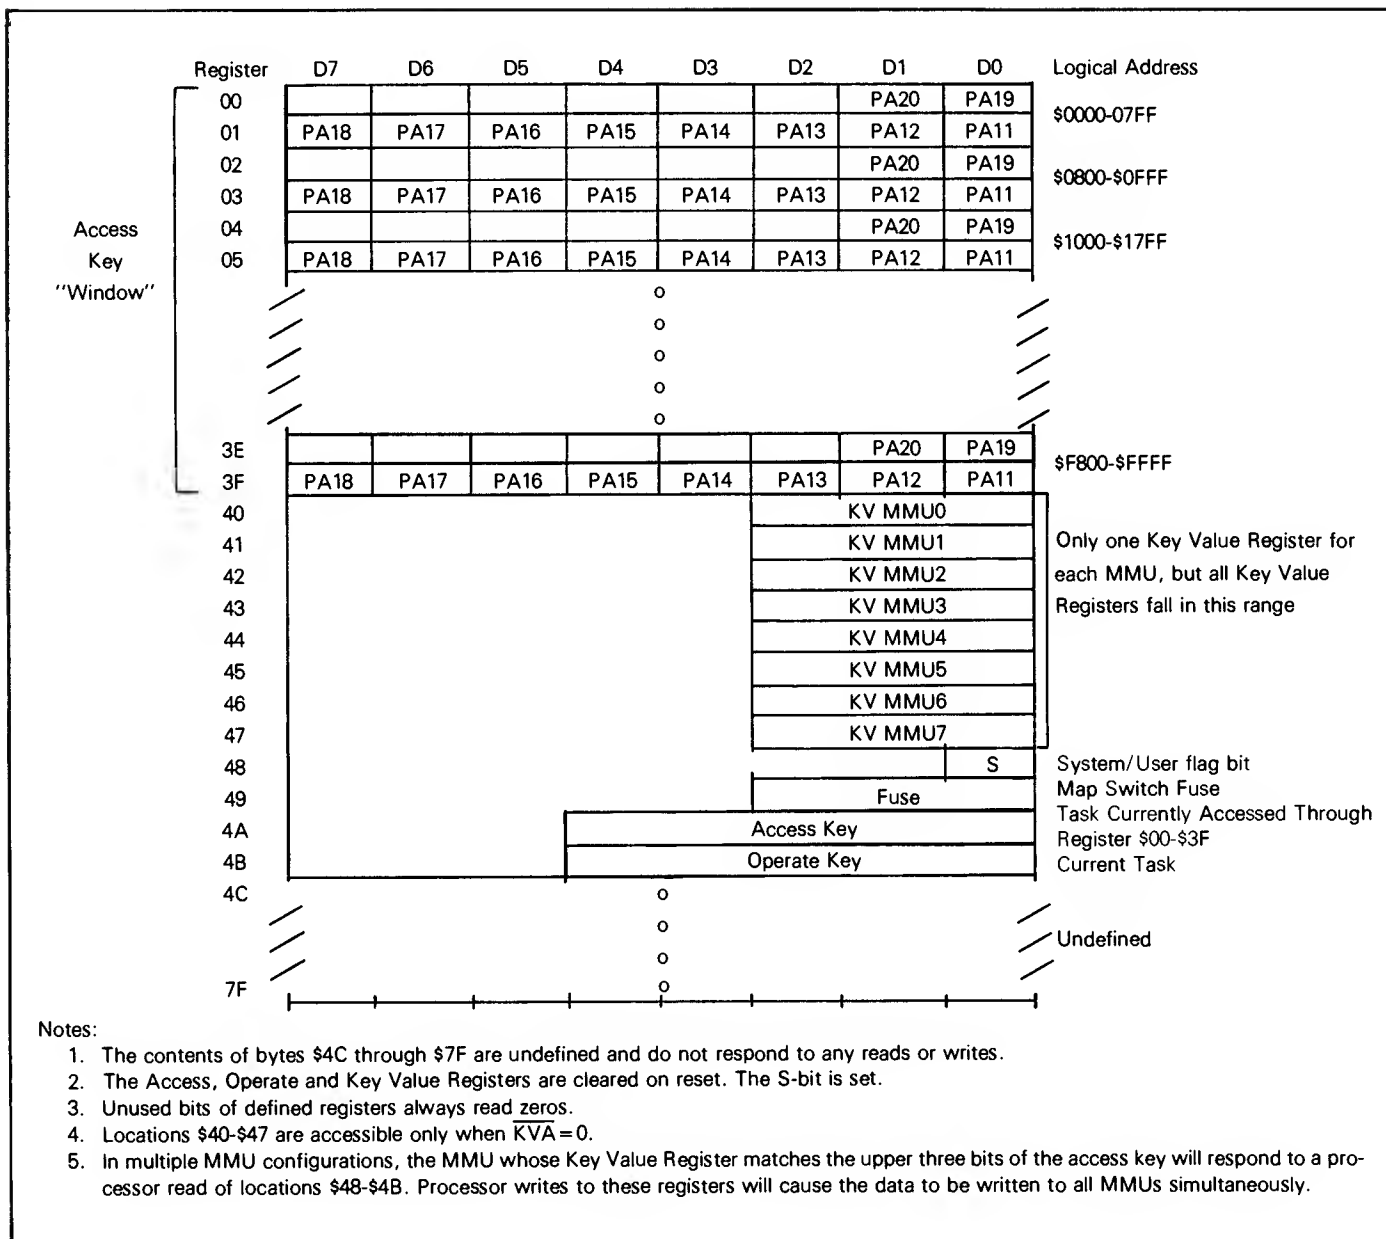 Register D7 D6 D5 D4 D3 D2 D1 D0 Logical Address
00 PA20 PA19
$0000-07FF
01 PA18 PA17 PA16 PA15 PA14 PA13 PA12 PA11
02 PA20 PA19
$0800-$0FFF
03 PA18 PA17 PA16 PA15 PA14 PA13 PA12 PA11
04 PA20 PA19
$1000-$17FF
05 PA18 PA17 PA16 PA15 PA14 PA13 PA12 PA11
Access
Key
"Window"
o
o
o
o
o
3E PA20 PA19
$F800-$FFFF
3F PA18 PA17 PA16 PA15 PA14 PA13 PA12 PA11
40 KV MMU0
41 KV MMU1
42 KV MMU2
43 KV MMU3
44 KV MMU4
45 KV MMU5
46 KV MMU6
47 KV MMU7
Only one Key Value Register for
each MMU, but all Key Value
Registers fall in this range
48 S System/User flag bit
49 Fuse Map Switch Fuse
4A Access Key Task Currently Accessed Through
Register $00-$3F
4B Operate Key Current Task
4C o
o
Undefined
o
7F o
Notes:
1. The contents of bytes $4C through $7F are undefined and do not respond to any reads or writes.
2. The Access, Operate and Key Value Registers are cleared on reset. The S-bit is set.
3. Unused bits of defined registers always read zeros.
4. Locations $40-$47 are accessible only when K̅V̅A̅=0.
5. In multiple MMU configurations, the MMU whose Key Value Register matches the upper three bits of the access key will respond to a pro-
cessor read of locations $48-$4B. Processor writes to these registers will cause the data to be written to all MMUs simultaneously.